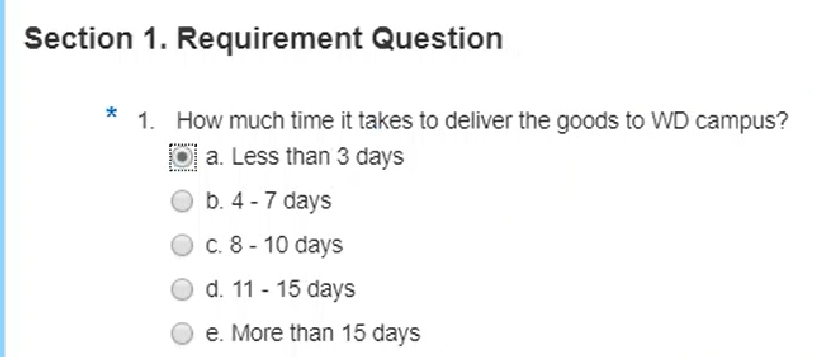 Section 1. Requirement Question
* 1. How much time it takes to deliver the goods to WD campus?
a. Less than 3 days
b. 4 - 7 days
c. 8 - 10 days
d. 11 - 15 days
e. More than 15 days